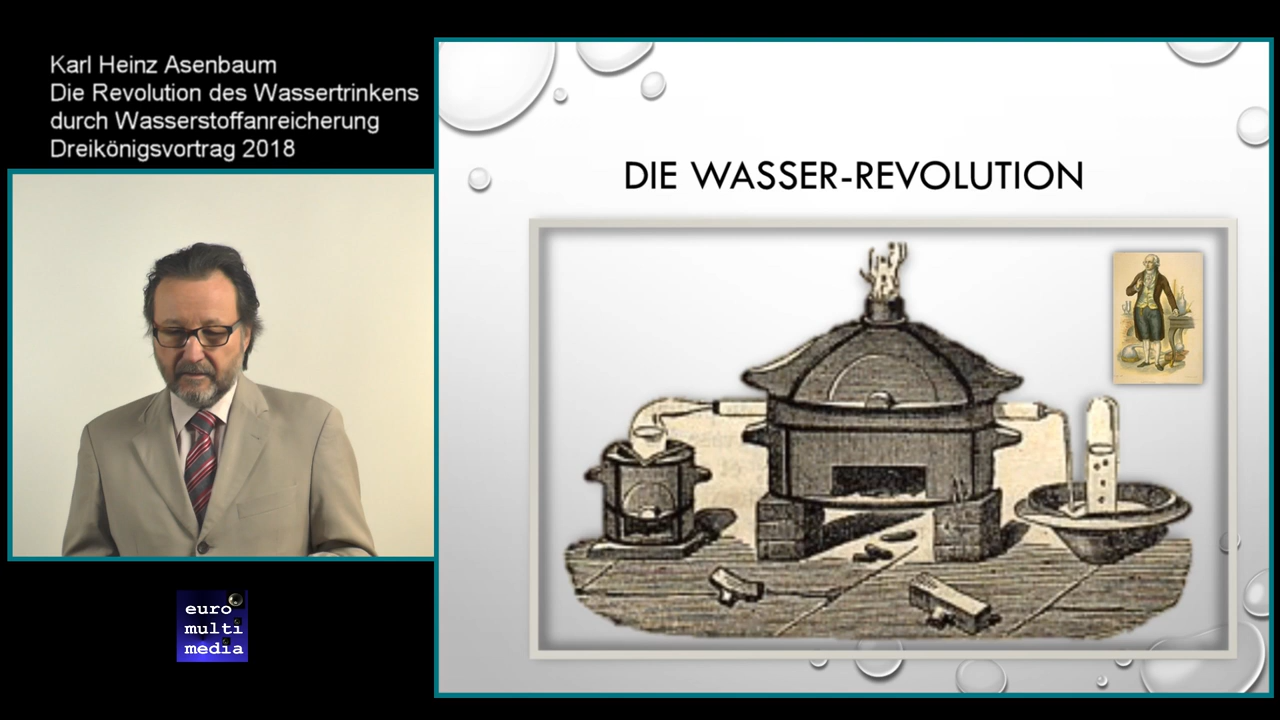 Karl Heinz Asenbaum
Die Revolution des Wassertrinkens
durch Wasserstoffanreicherung
Dreikönigsvortrag 2018
DIE WASSER-REVOLUTION
euro
multi
media